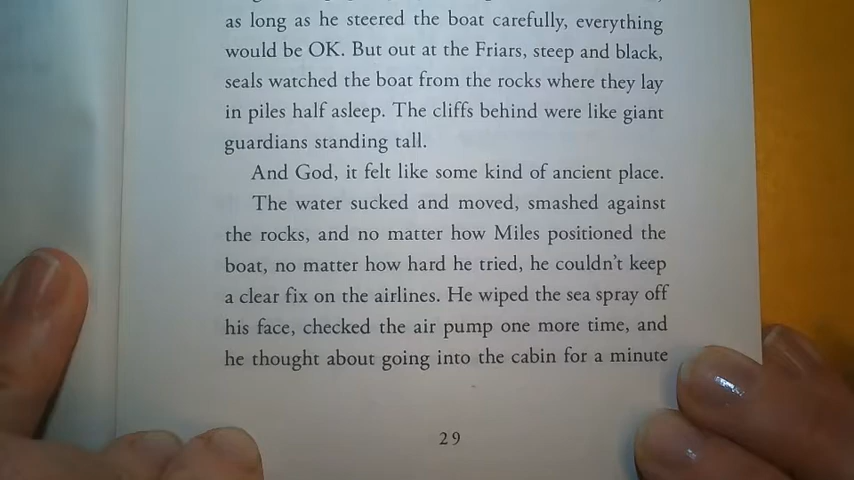 as long as he steered the boat carefully, everything
would be OK. But out at the Friars, steep and black,
seals watched the boat from the rocks where they lay
in piles half asleep. The cliffs behind were like giant
guardians standing tall.
And God, it felt like some kind of ancient place.
The water sucked and moved, smashed against
the rocks, and no matter how Miles positioned the
boat, no matter how hard he tried, he couldn't keep
a clear fix on the airlines. He wiped the sea spray off
his face, checked the air pump one more time, and
he thought about going into the cabin for a minute
29